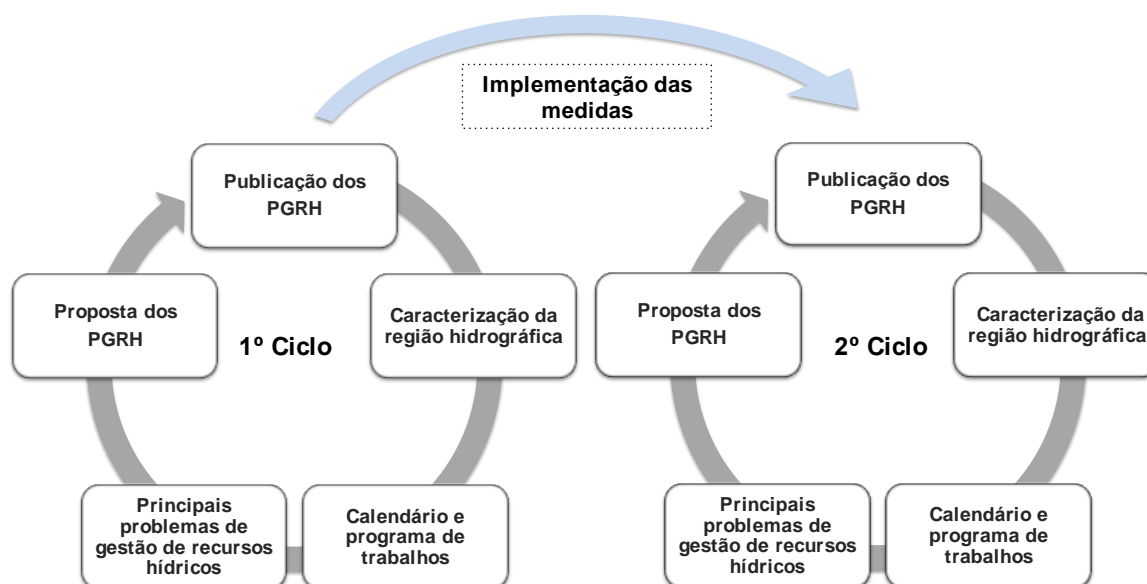 Implementação das
medidas
Publicação dos
PGRH
Caracterização da
região hidrográfica
Calendário e
programa de
trabalhos
Principais
problemas de
gestão de recursos
hídricos
Proposta dos
PGRH
1º Ciclo
Publicação dos
PGRH
Caracterização da
região hidrográfica
Calendário e
programa de
trabalhos
Principais
problemas de
gestão de recursos
hídricos
Proposta dos
PGRH
2º Ciclo